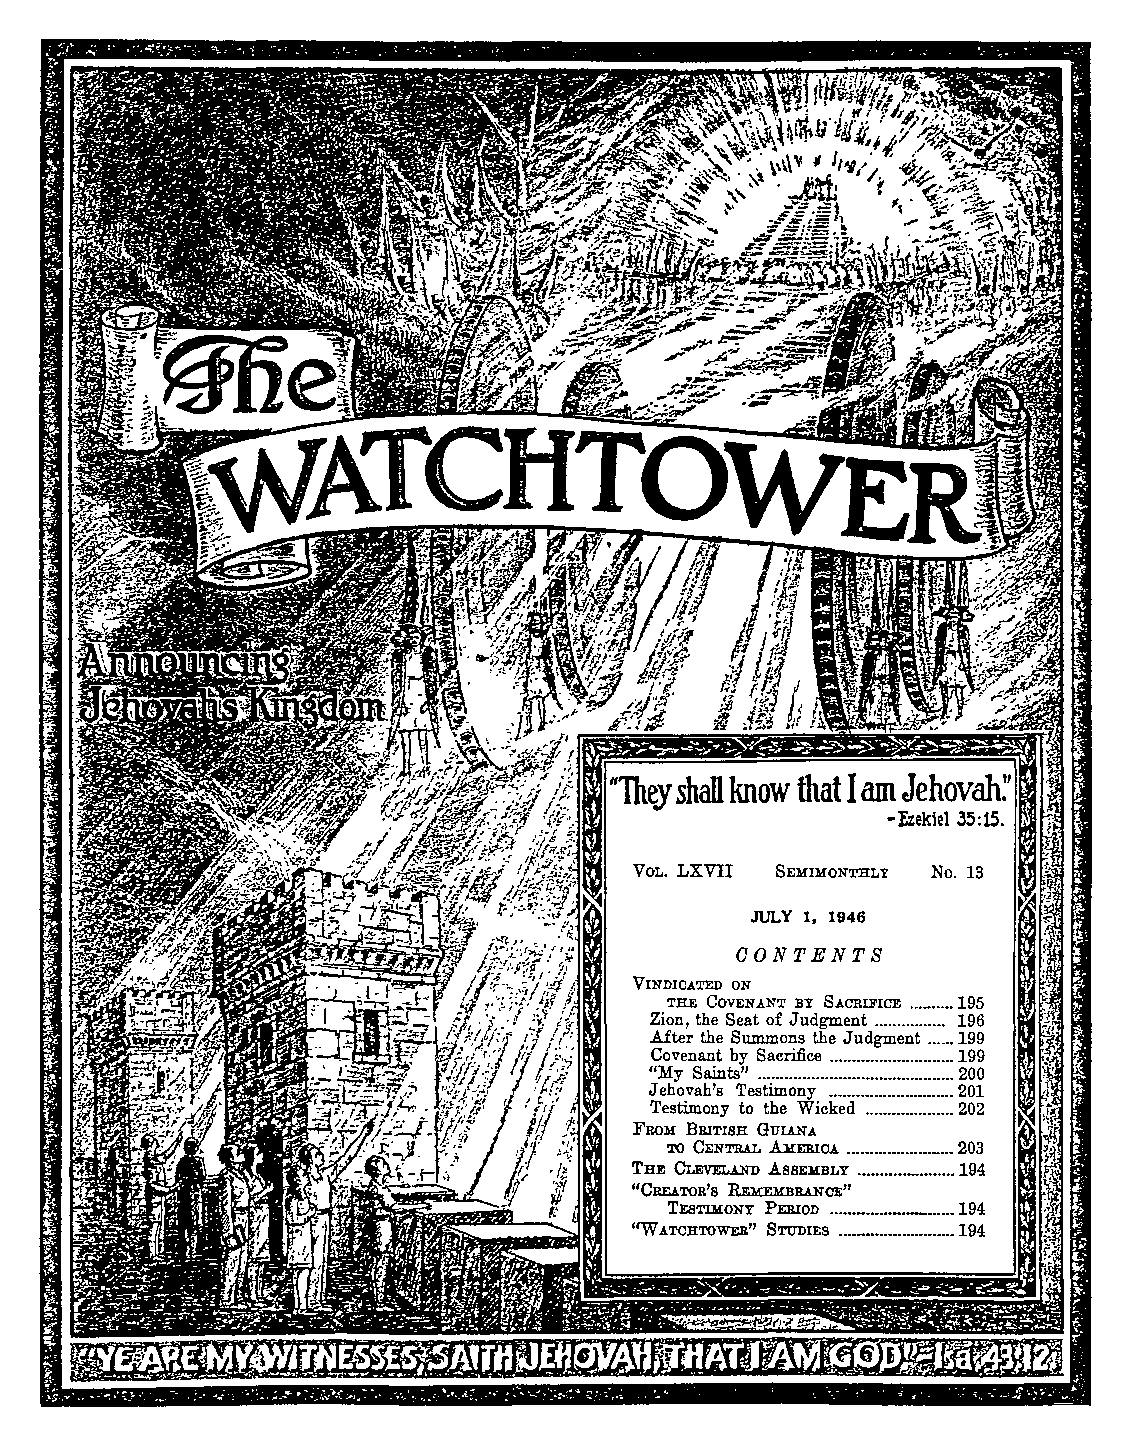 The
WATCHTOWER
Announcing
Jehovah's Kingdom
"They shall know that I am Jehovah."
-Ezekiel 35:15.
VOL. LXVII SEMIMONTHLY No. 13
JULY 1, 1946
CONTENTS
VINDICATED ON
THE COVENANT BY SACRIFICE .......... 195
Zion, the Seat of Judgment ............... 196
After the Summons the Judgment ...... 199
Covenant by Sacrifice .......................... 199
"My Saints" .......................................... 200
Jehovah's Testimony .......................... 201
Testimony to the Wicked .................. 202
FROM BRITISH GUIANA
TO CENTRAL AMERICA ...................... 203
THE CLEVELAND ASSEMBLY .................... 194
"CREATOR'S REMEMBRANCE"
TESTIMONY PERIOD .......................... 194
"WATCHTOWER" STUDIES ........................ 194
"YE ARE MY WITNESSES, SAITH JEHOVAH, THAT I AM GOD."-Isa. 43:12